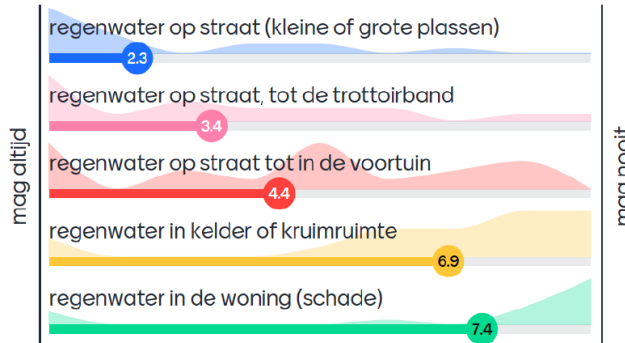 regenwater op straat (kleine of grote plassen)
2.3
regenwater op straat, tot de trottoirband
3.4
mag altijd
mag nooit
regenwater op straat tot in de voortuin
4.4
regenwater in kelder of kruimruimte
6.9
regenwater in de woning (schade)
7.4